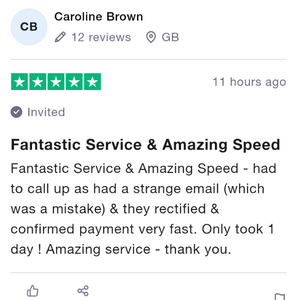 CB
Caroline Brown
12 reviews GB
11 hours ago
Invited
Fantastic Service & Amazing Speed
Fantastic Service & Amazing Speed - had
to call up as had a strange email (which
was a mistake) & they rectified &
confirmed payment very fast. Only took 1
day ! Amazing service - thank you.